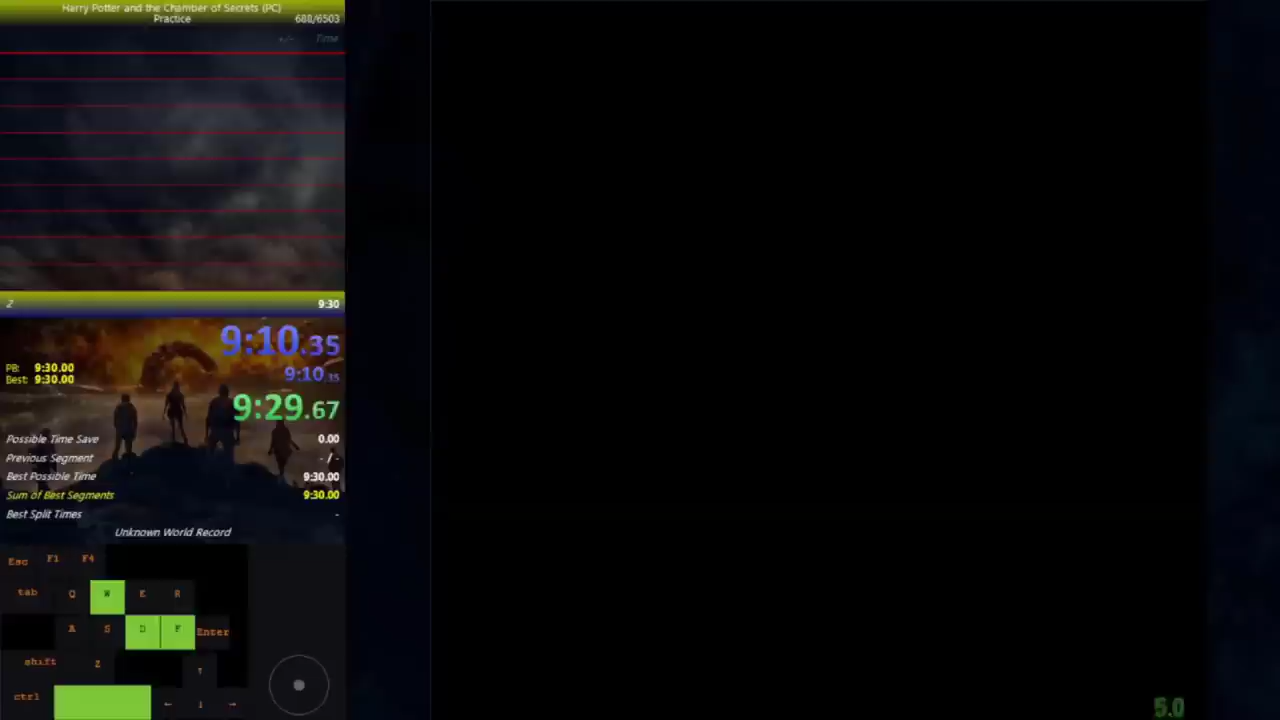 Harry Potter and the Chamber of Secrets (PC)
Practice 688/6503
+/- Time
Z 9:30
9:10.35
PB: 9:30.00 9:10.35
Best: 9:30.00
9:29.67
Possible Time Save 0.00
Previous Segment - / -
Best Possible Time 9:30.00
Sum of Best Segments 9:30.00
Best Split Times -
Unknown World Record
Esc F1 F4
tab Q W E R
A S D F Enter
shift Z ↑
ctrl ← ↓ →
5.0